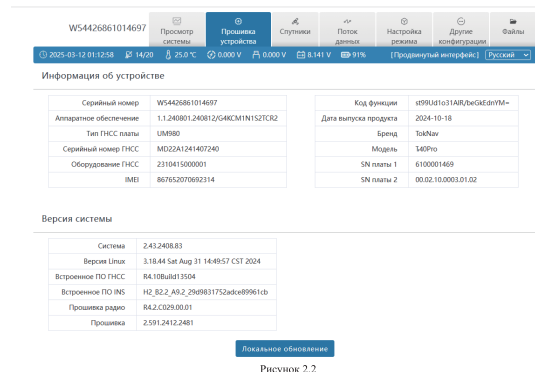 W54426861014697
Просмотр системы
Прошивка устройства
Спутники
Поток данных
Настройка режима
Другие конфигурации
Файлы
2025-03-12 01:12:58 14/20 25.0 °C 0.000 V 0.000 V 8.141 V 91% [Продвинутый интерфейс] Русский
Информация об устройстве
Серийный номер W54426861014697
Аппаратное обеспечение 1.1.240801.240812/G4KCM1N1S2TCR2
Тип ГНСС платы UM980
Серийный номер ГНСС MD22A1241407240
Оборудование ГНСС 2310415000001
IMEI 867652070692314
Код функции st99Ud1o31AlR/beGkEdnYM=
Дата выпуска продукта 2024-10-18
Бренд TokNav
Модель T40Pro
SN платы 1 6100001469
SN платы 2 00.02.10.0003.01.02
Версия системы
Система 2.43.2408.83
Версия Linux 3.18.44 Sat Aug 31 14:49:57 CST 2024
Встроенное ПО ГНСС R4.10Build13504
Встроенное ПО INS H2_B2.2_A9.2_29d9831752adce89961cb
Прошивка радио R4.2.C029.00.01
Прошивка 2.591.2412.2481
Локальное обновление
Рисунок 2.2